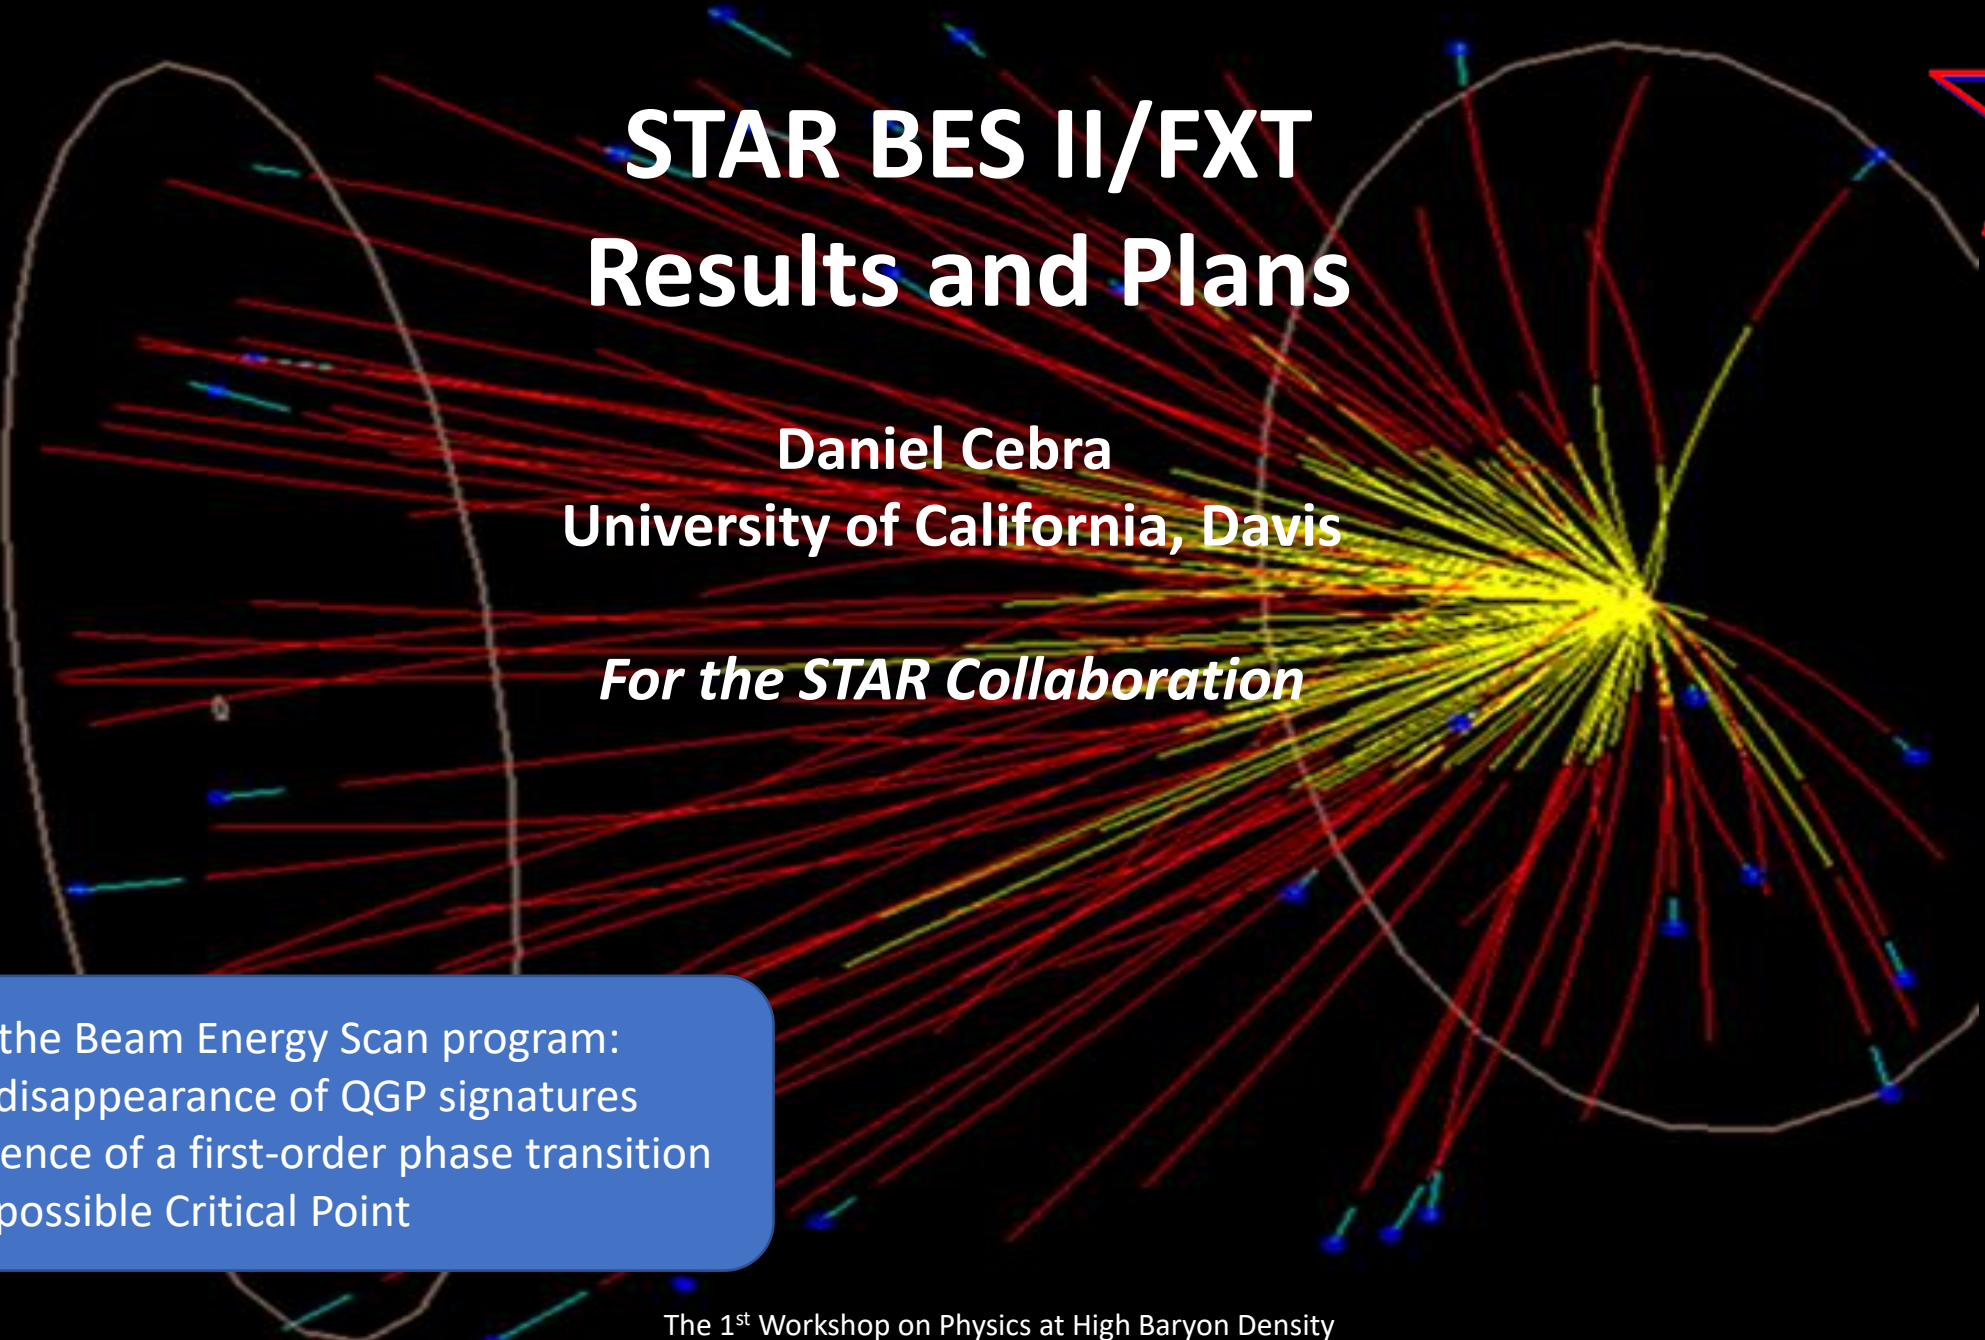 STAR BES II/FXT
Results and Plans
Daniel Cebra
University of California, Davis
For the STAR Collaboration
the Beam Energy Scan program:
disappearance of QGP signatures
ence of a first-order phase transition
possible Critical Point
The 1st Workshop on Physics at High Baryon Density